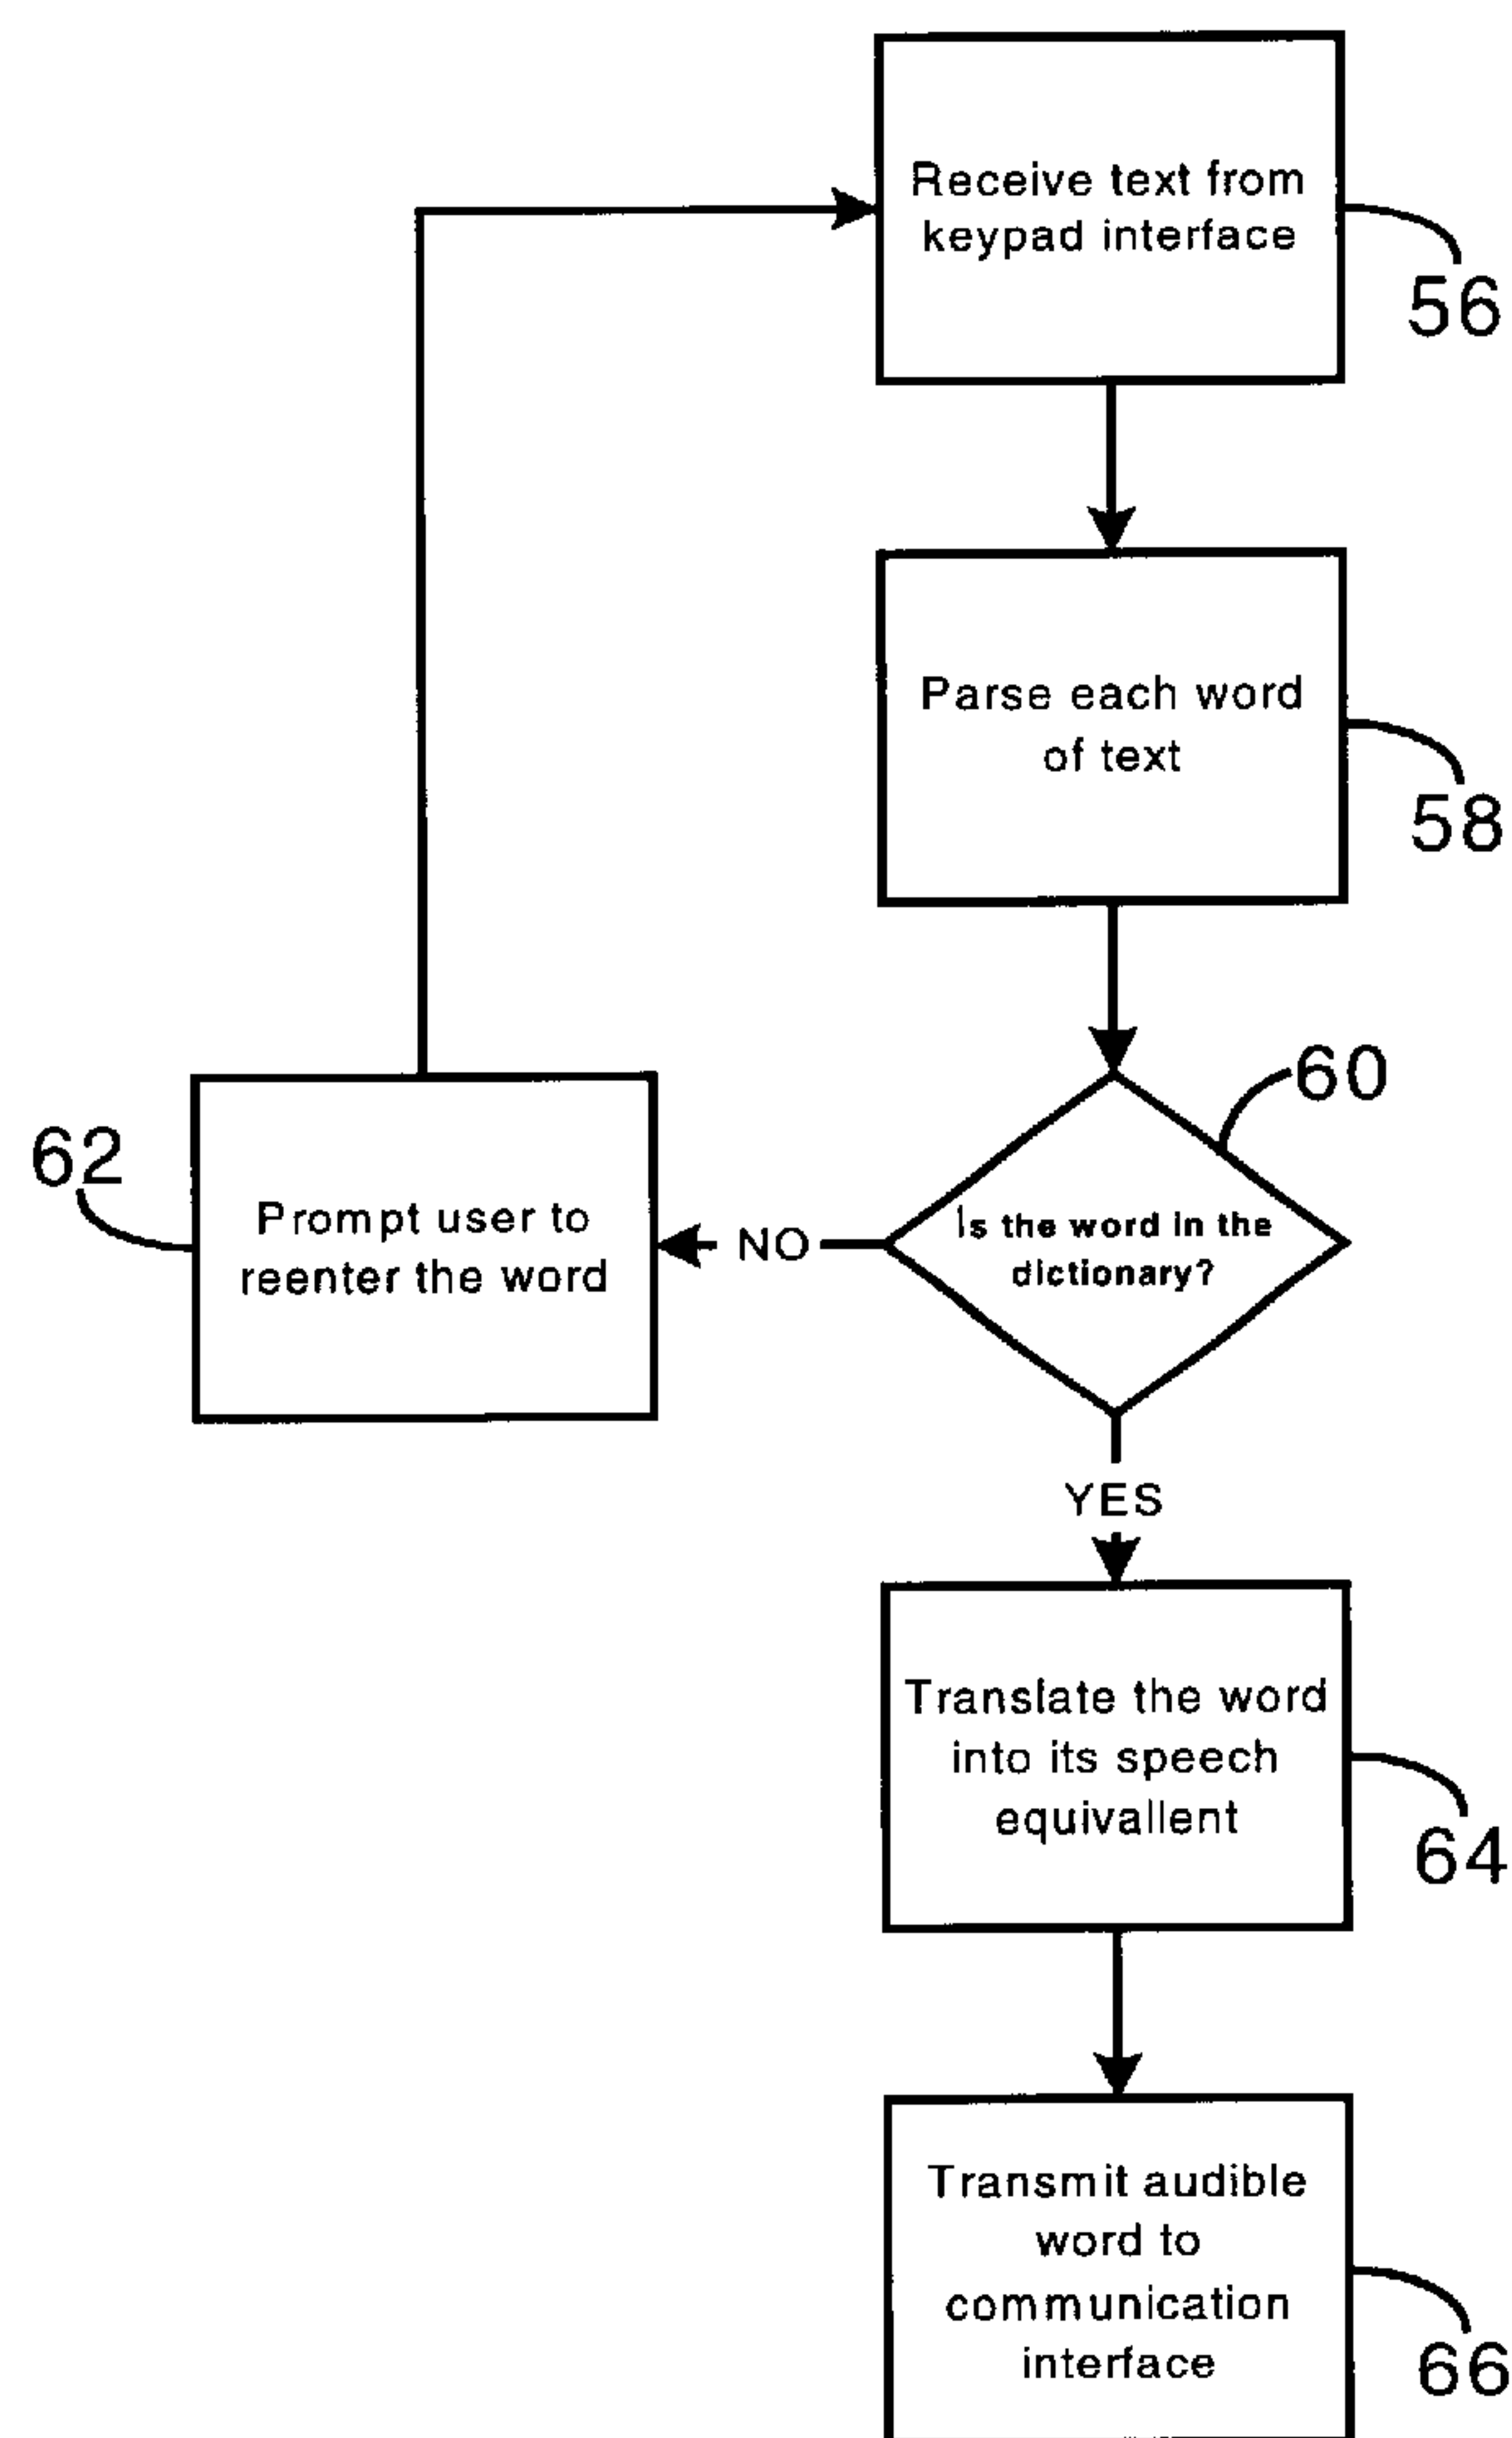 Receive text from
keypad interface
56
Parse each word
of text
58
60
Is the word in the
dictionary?
NO
62
Prompt user to
reenter the word
YES
Translate the word
into its speech
equivallent
64
Transmit audible
word to
communication
interface
66